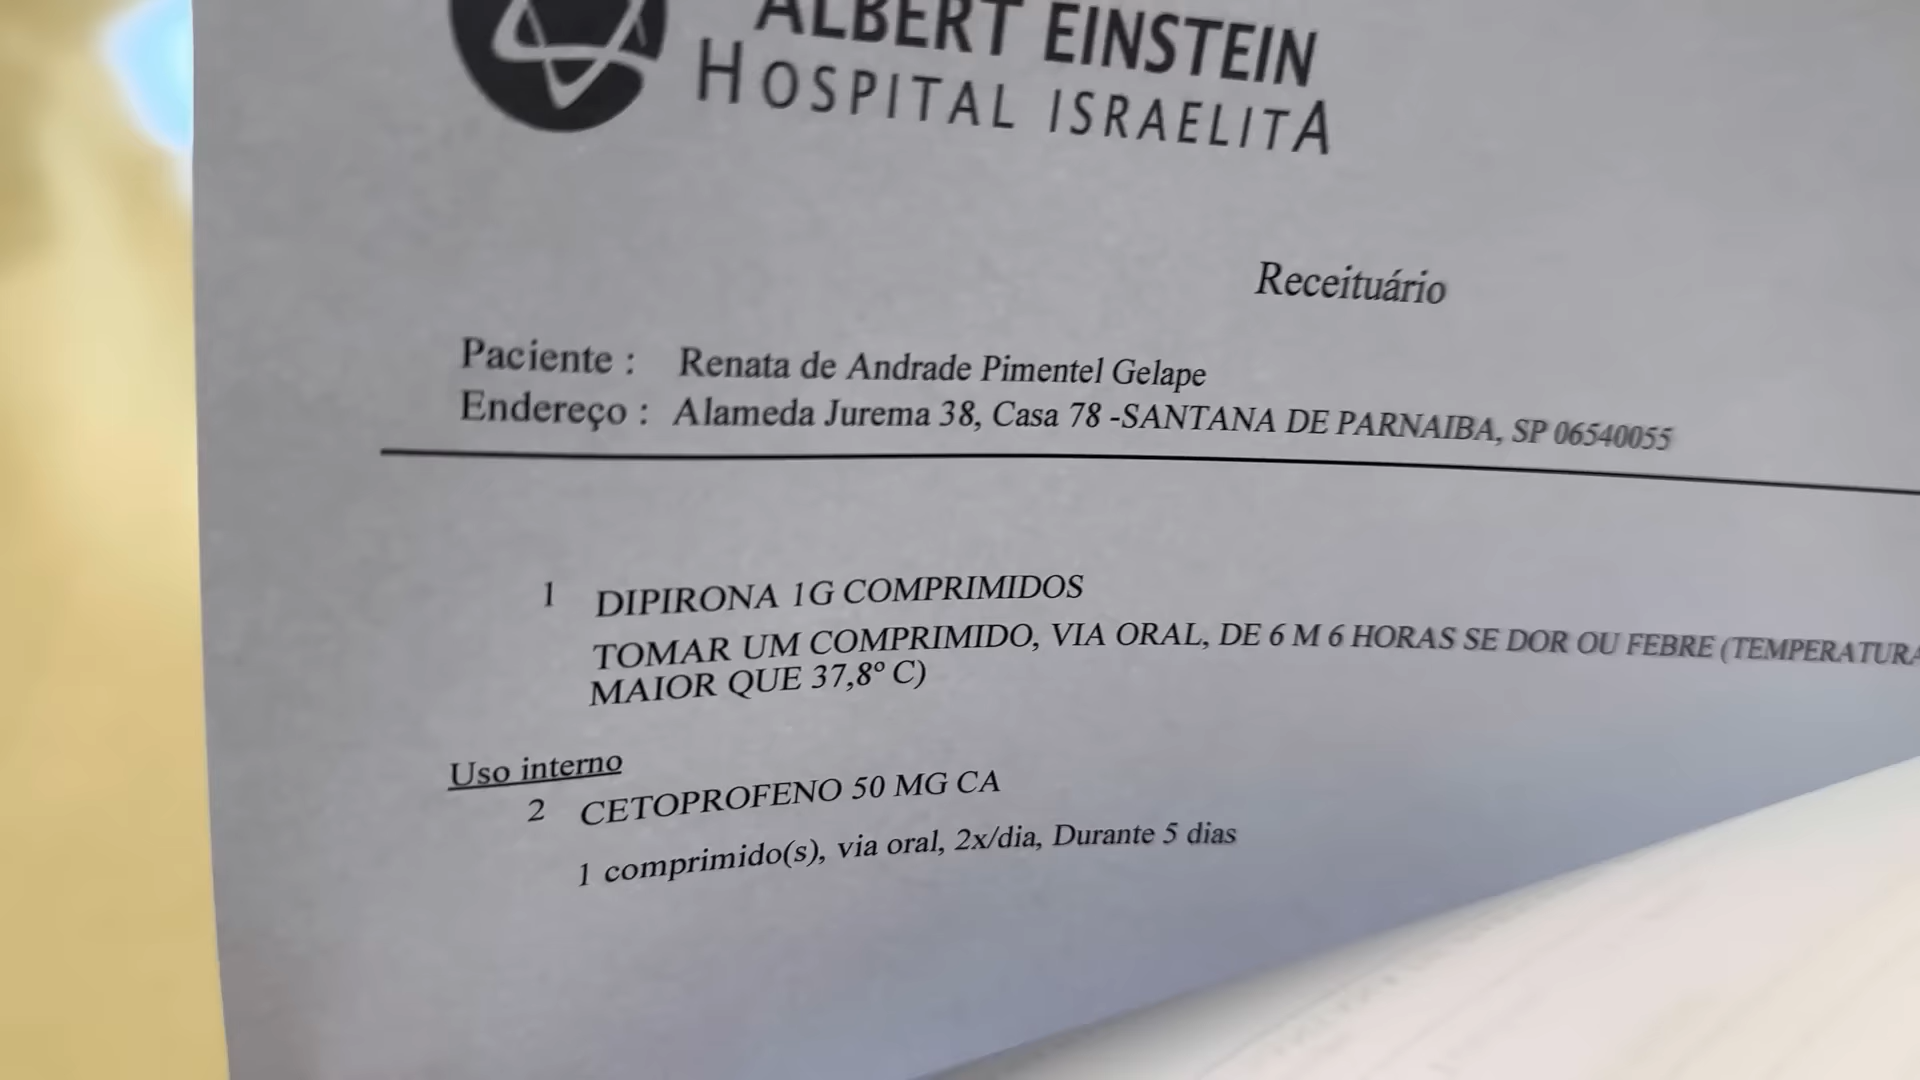 ALBERT EINSTEIN
HOSPITAL ISRAELITA
Receituário
Paciente : Renata de Andrade Pimentel Gelape
Endereço : Alameda Jurema 38, Casa 78 -SANTANA DE PARNAIBA, SP 06540055
1 DIPIRONA 1G COMPRIMIDOS
TOMAR UM COMPRIMIDO, VIA ORAL, DE 6 M 6 HORAS SE DOR OU FEBRE (TEMPERATURA
MAIOR QUE 37,8º C)
Uso interno
2 CETOPROFENO 50 MG CA
1 comprimido(s), via oral, 2x/dia, Durante 5 dias